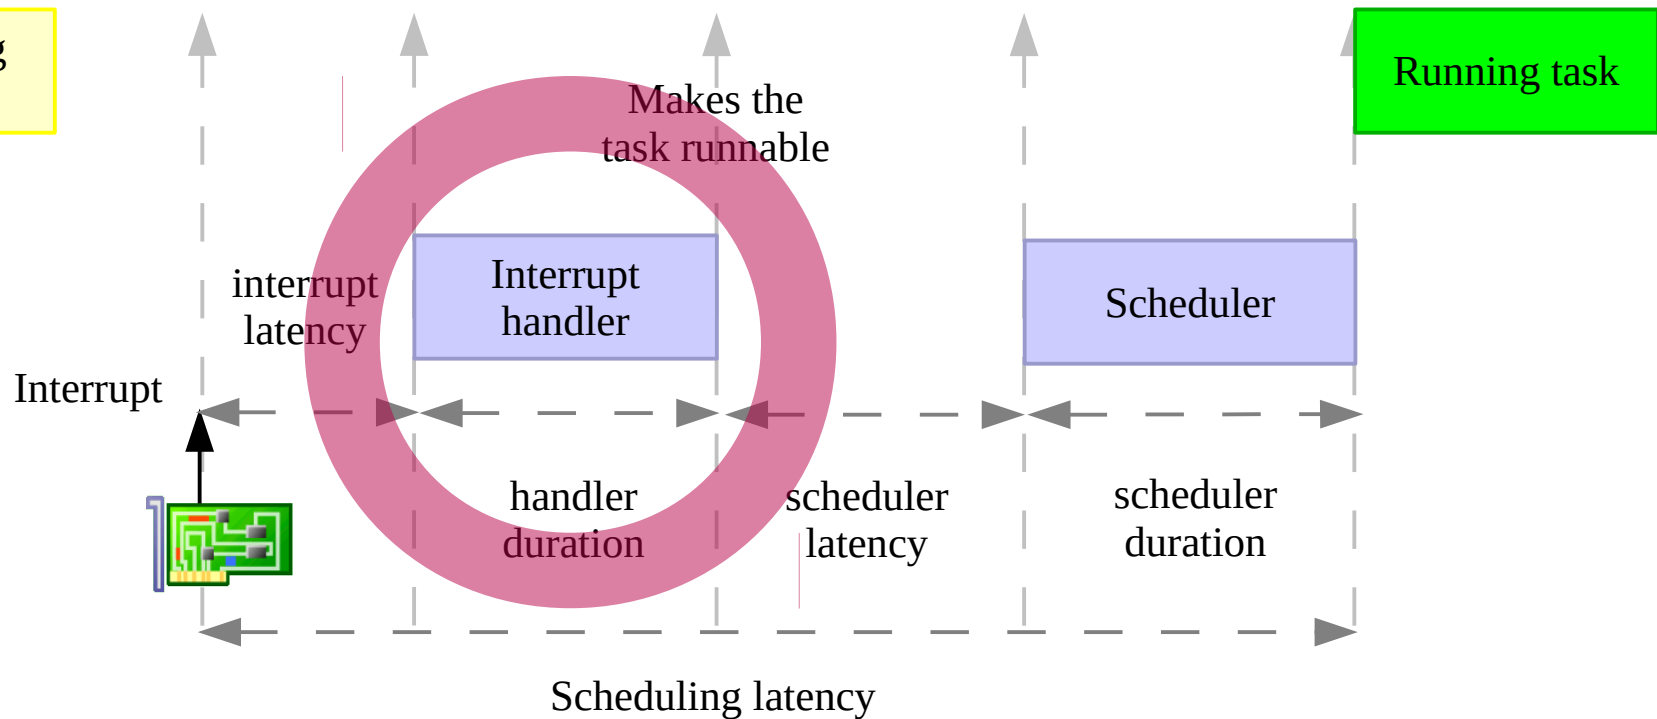 Running task
Makes the
task runnable
interrupt
latency
Interrupt
handler
Scheduler
Interrupt
handler
duration
scheduler
latency
scheduler
duration
Scheduling latency